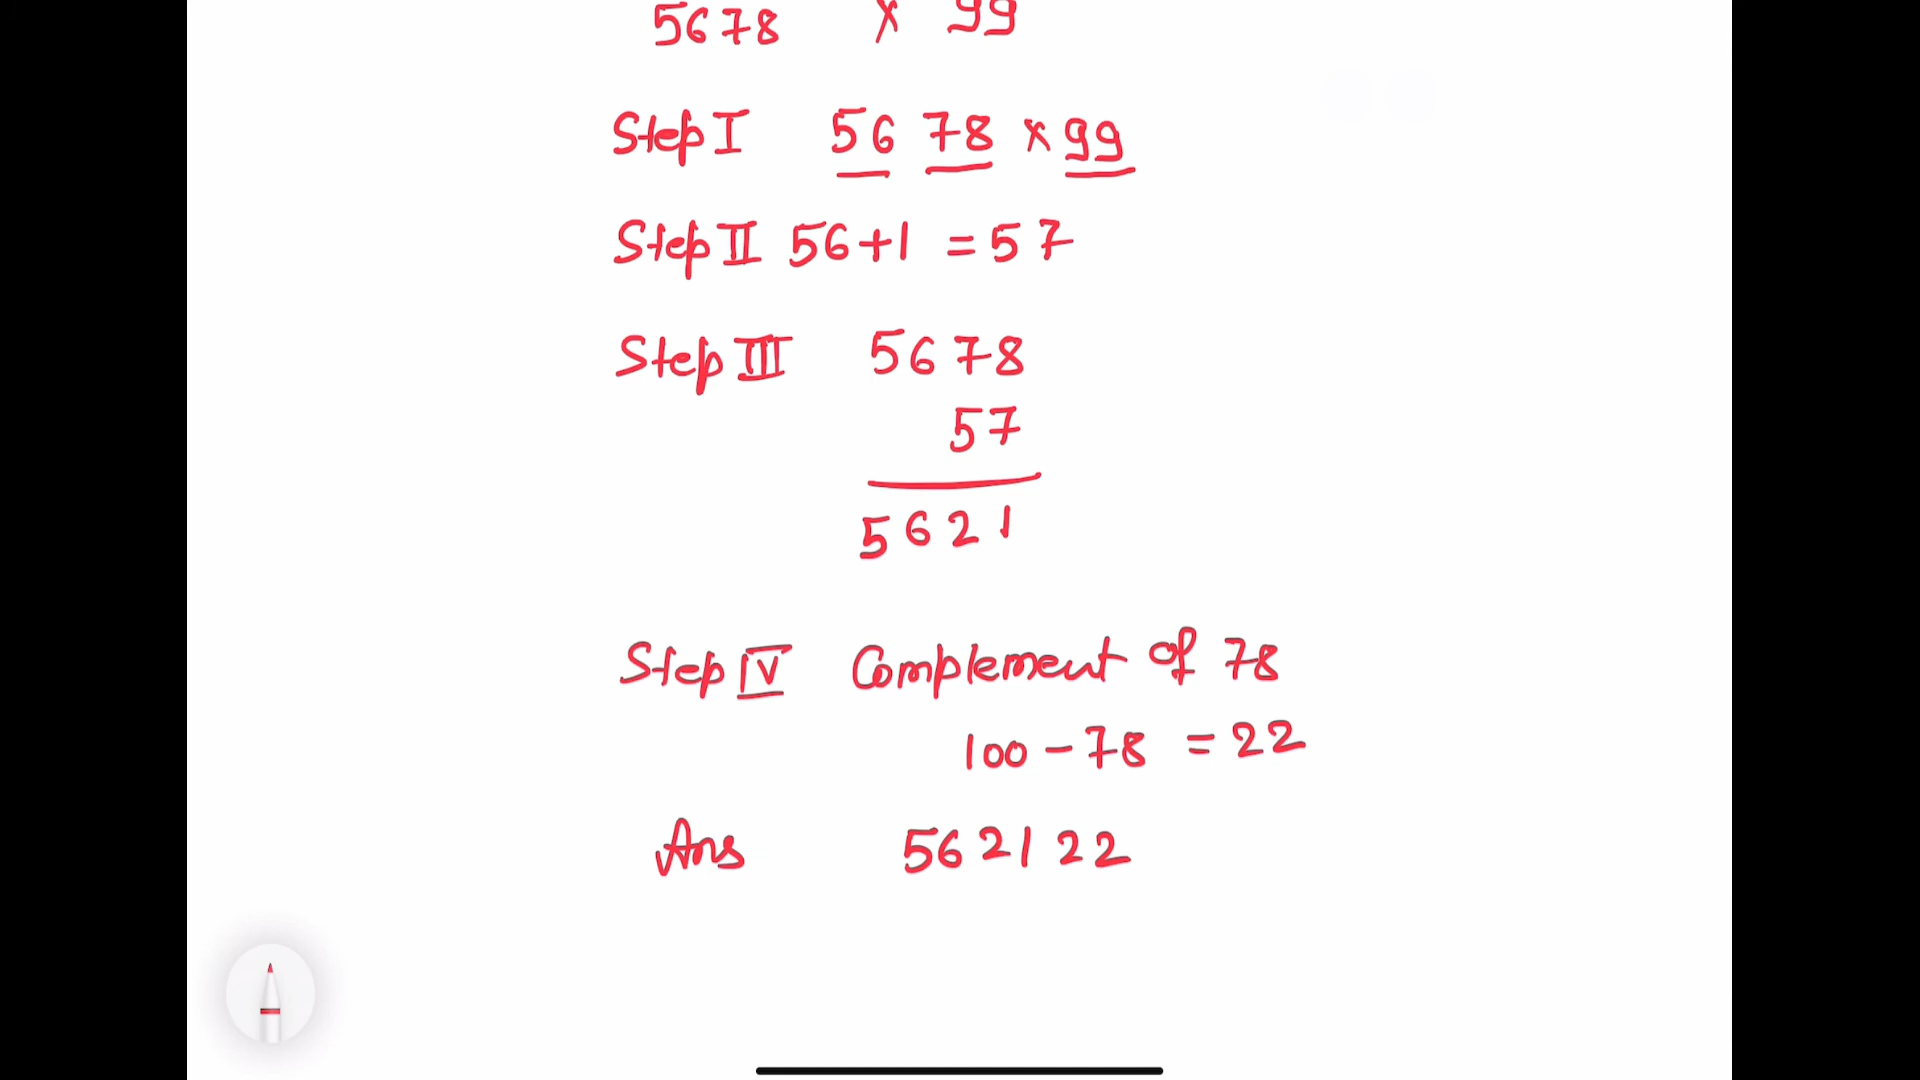 5678 × 99
Step I 56 78 × 99
Step II 56+1 = 57
Step III 5678
57
5621
Step IV Complement of 78
100 - 78 = 22
Ans 562122